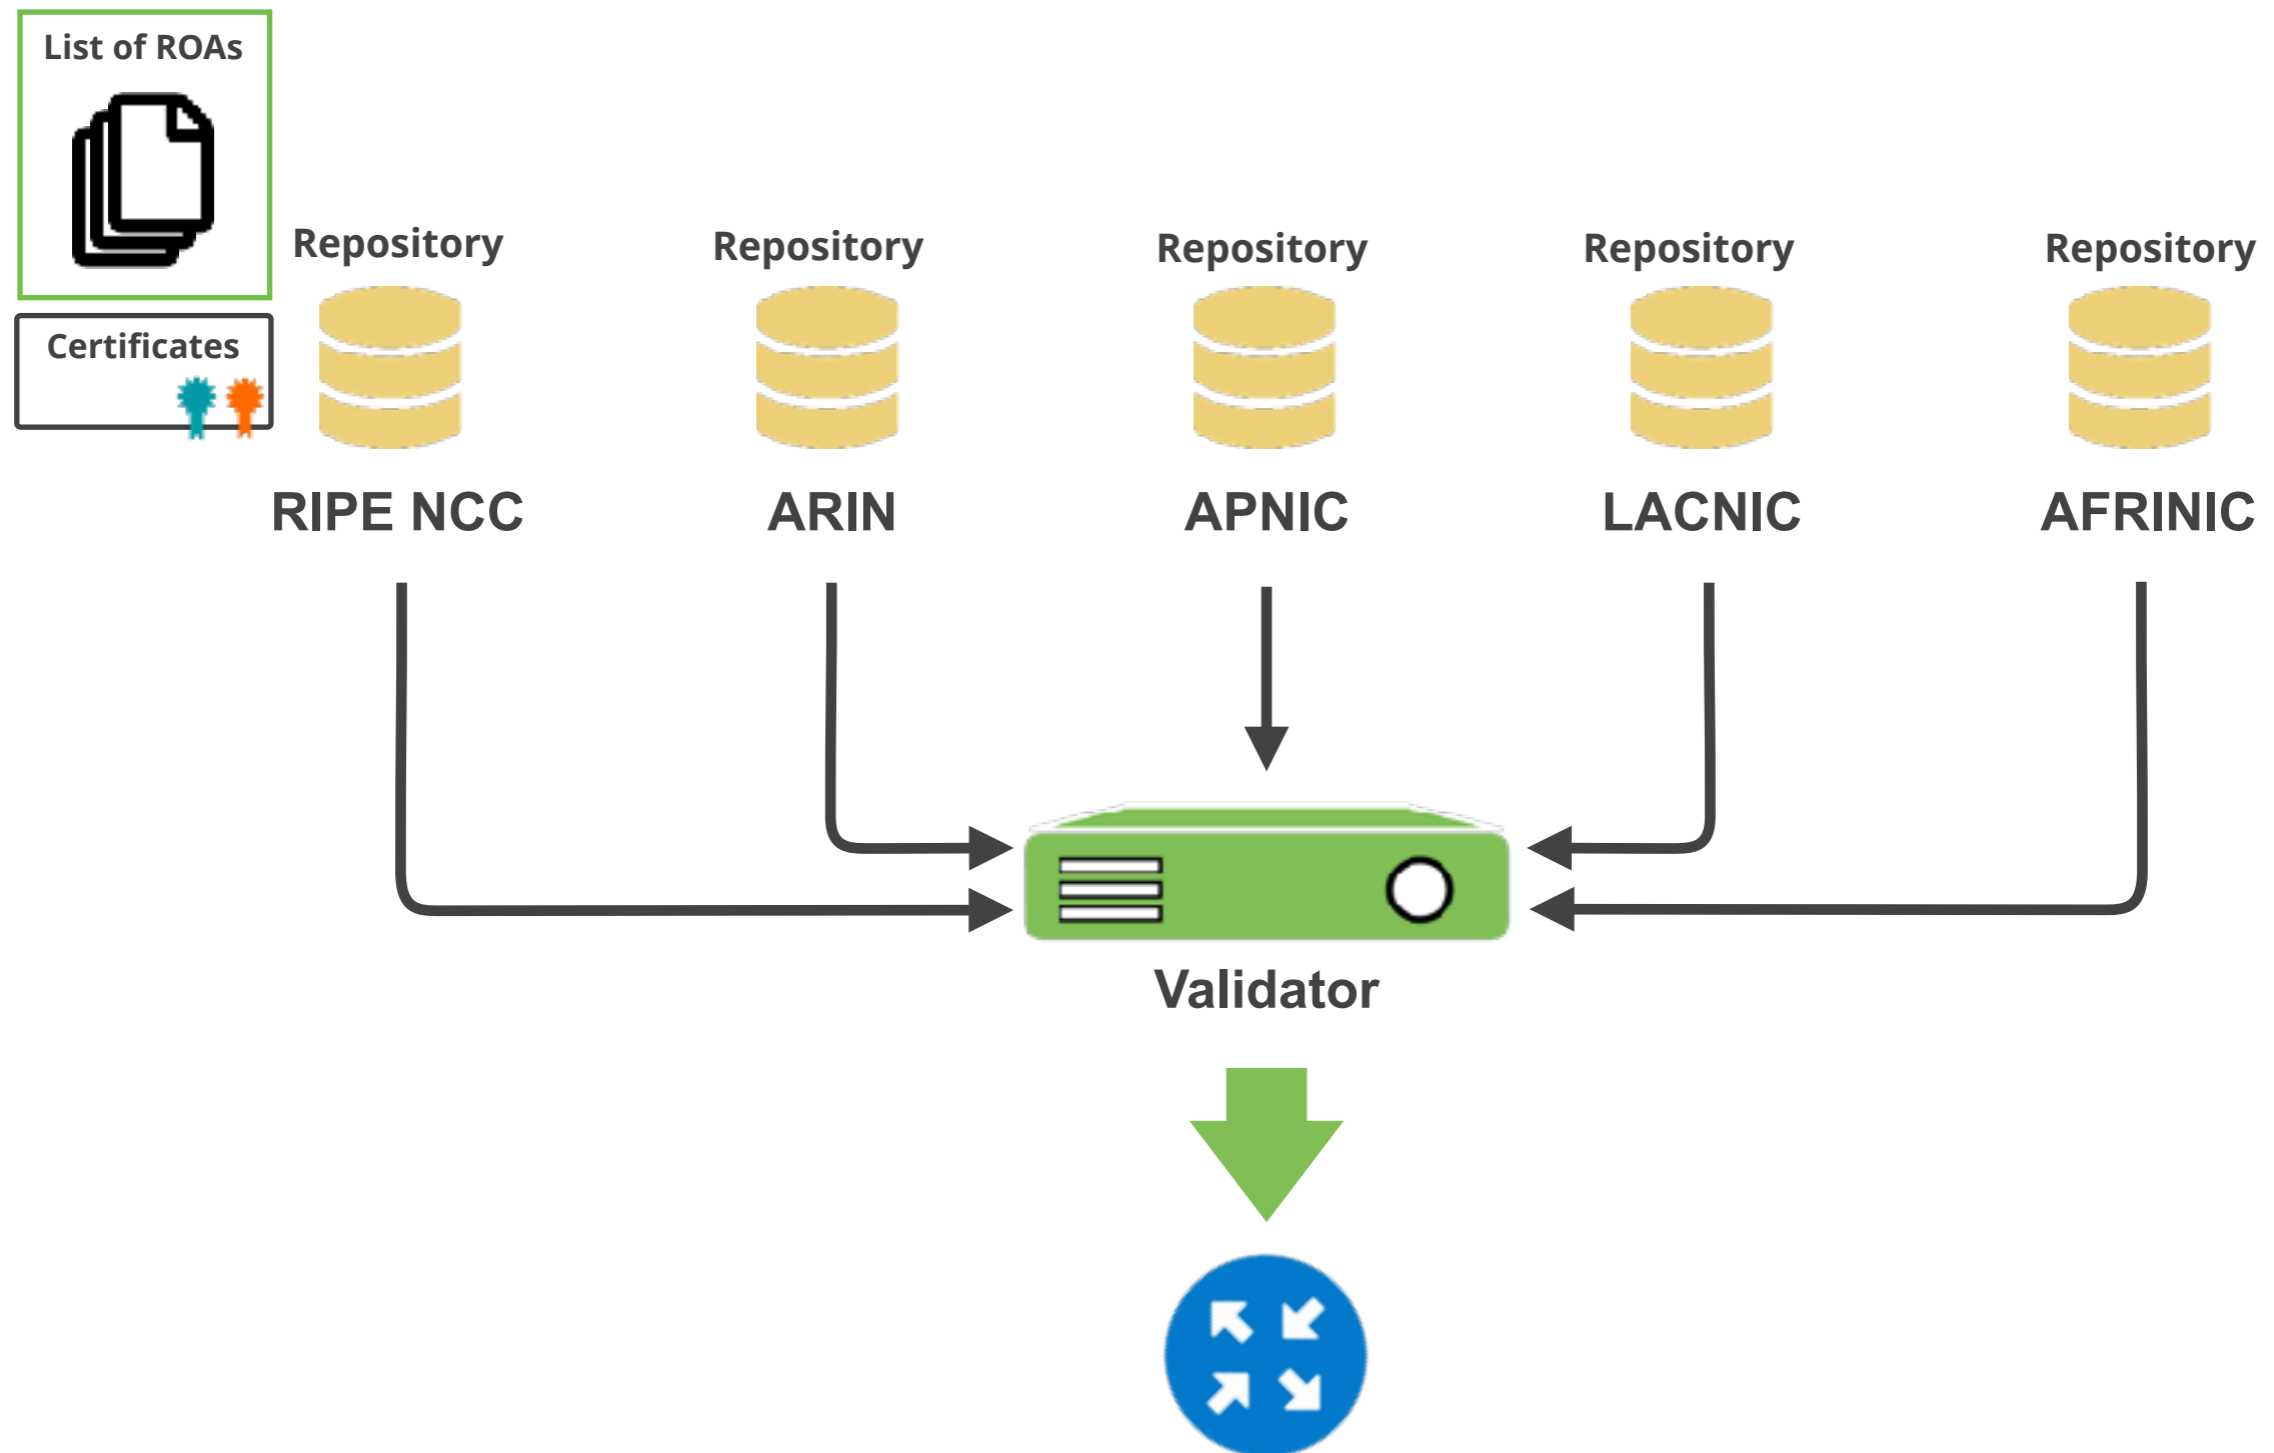 List of ROAs
Certificates
Repository
Repository
Repository
Repository
Repository
RIPE NCC
ARIN
APNIC
LACNIC
AFRINIC
Validator